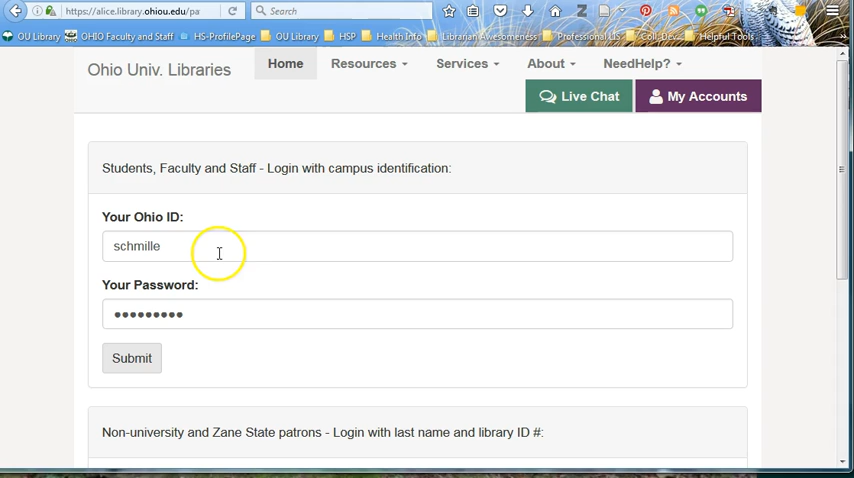 https://alice.library.ohiou.edu/pa
Search
OU Library OHIO Faculty and Staff HS-ProfilePage OU Library HSP Health Info Librarian Awesomeness Professional LIS Coll_Dev Helpful Tools
Ohio Univ. Libraries
Home Resources Services About NeedHelp?
Live Chat My Accounts
Students, Faculty and Staff - Login with campus identification:
Your Ohio ID:
schmille
Your Password:
•••••••••
Submit
Non-university and Zane State patrons - Login with last name and library ID #: